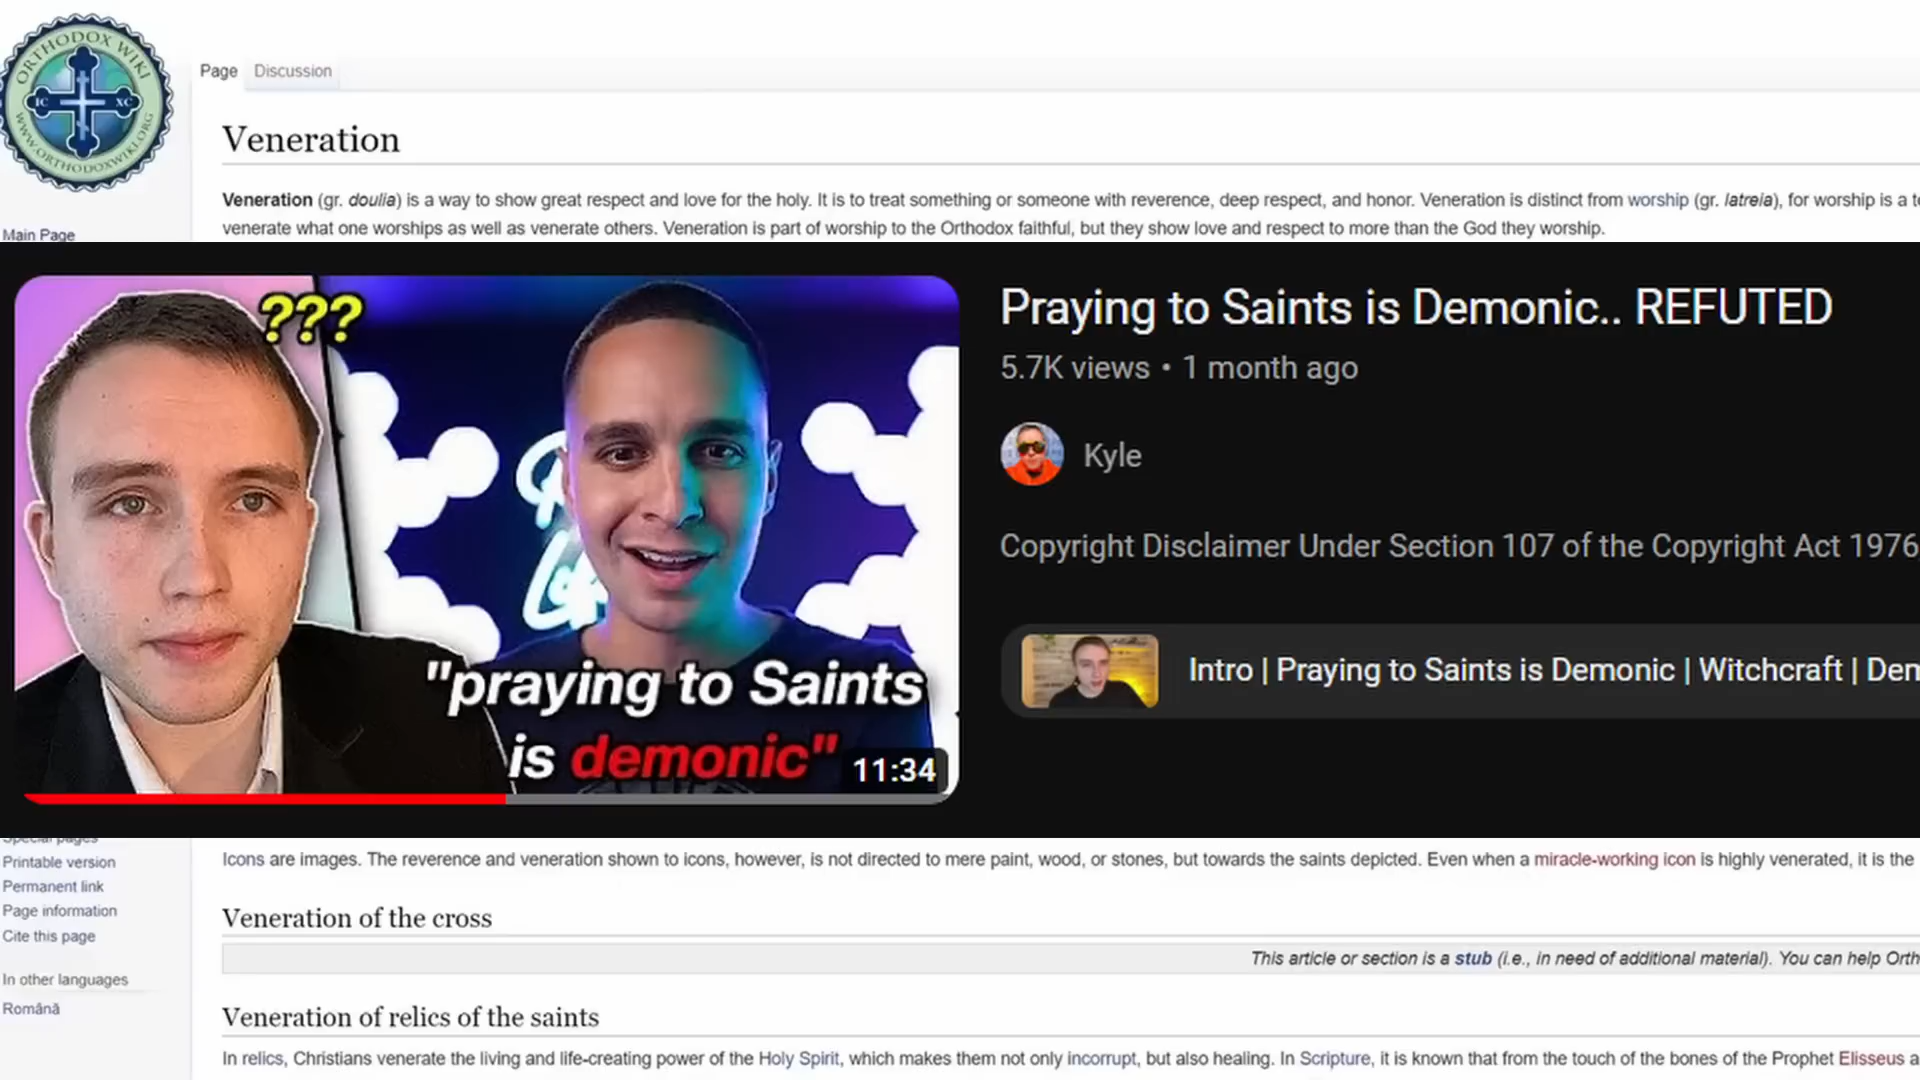 ORTHODOX WIKI
IC XC
WWW.ORTHODOXWIKI.ORG
Page Discussion
Veneration
Veneration (gr. doulia) is a way to show great respect and love for the holy. It is to treat something or someone with reverence, deep respect, and honor. Veneration is distinct from worship (gr. latreia), for worship is a
venerate what one worships as well as venerate others. Veneration is part of worship to the Orthodox faithful, but they show love and respect to more than the God they worship.
Main Page
???
"praying to Saints
is demonic"
11:34
Praying to Saints is Demonic.. REFUTED
5.7K views • 1 month ago
Kyle
Copyright Disclaimer Under Section 107 of the Copyright Act 1976
Intro | Praying to Saints is Demonic | Witchcraft | Dem
Special pages
Printable version
Permanent link
Page information
Cite this page
In other languages
Română
Icons are images. The reverence and veneration shown to icons, however, is not directed to mere paint, wood, or stones, but towards the saints depicted. Even when a miracle-working icon is highly venerated, it is the
Veneration of the cross
This article or section is a stub (i.e., in need of additional material). You can help Orth
Veneration of relics of the saints
In relics, Christians venerate the living and life-creating power of the Holy Spirit, which makes them not only incorrupt, but also healing. In Scripture, it is known that from the touch of the bones of the Prophet Elisseus a